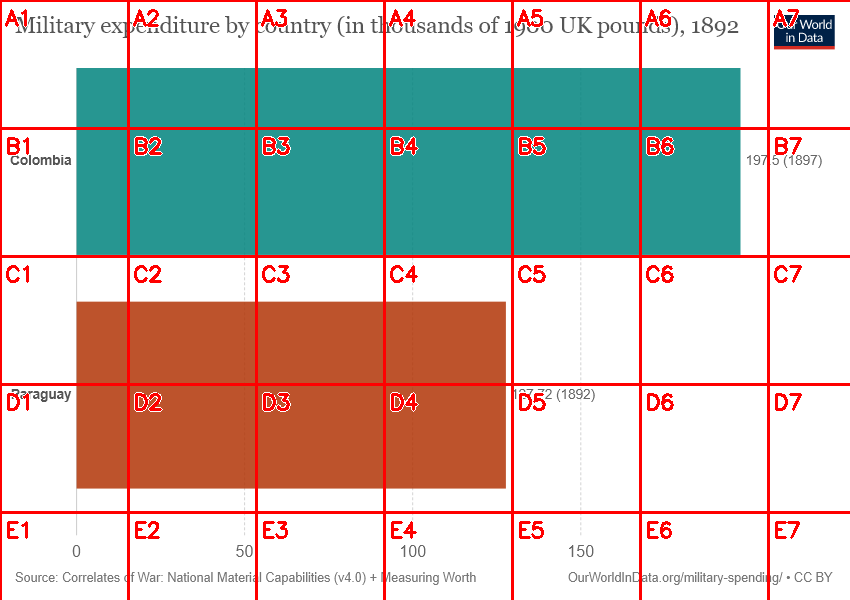 Military expenditure by country (in thousands of 1980 UK pounds), 1892
Our World
in Data
Colombia
197.5 (1897)
Paraguay
127.72 (1892)
0
50
100
150
Source: Correlates of War: National Material Capabilities (v4.0) + Measuring Worth
OurWorldInData.org/military-spending/ • CC BY
A1
A2
A3
A4
A5
A6
A7
B1
B2
B3
B4
B5
B6
B7
C1
C2
C3
C4
C5
C6
C7
D1
D2
D3
D4
D5
D6
D7
E1
E2
E3
E4
E5
E6
E7